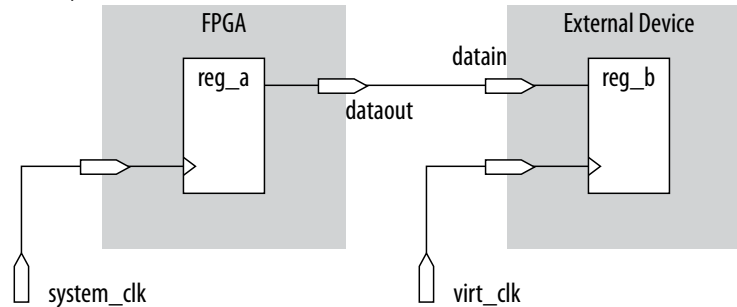 FPGA
External Device
datain
reg_a
reg_b
dataout
system_clk
virt_clk